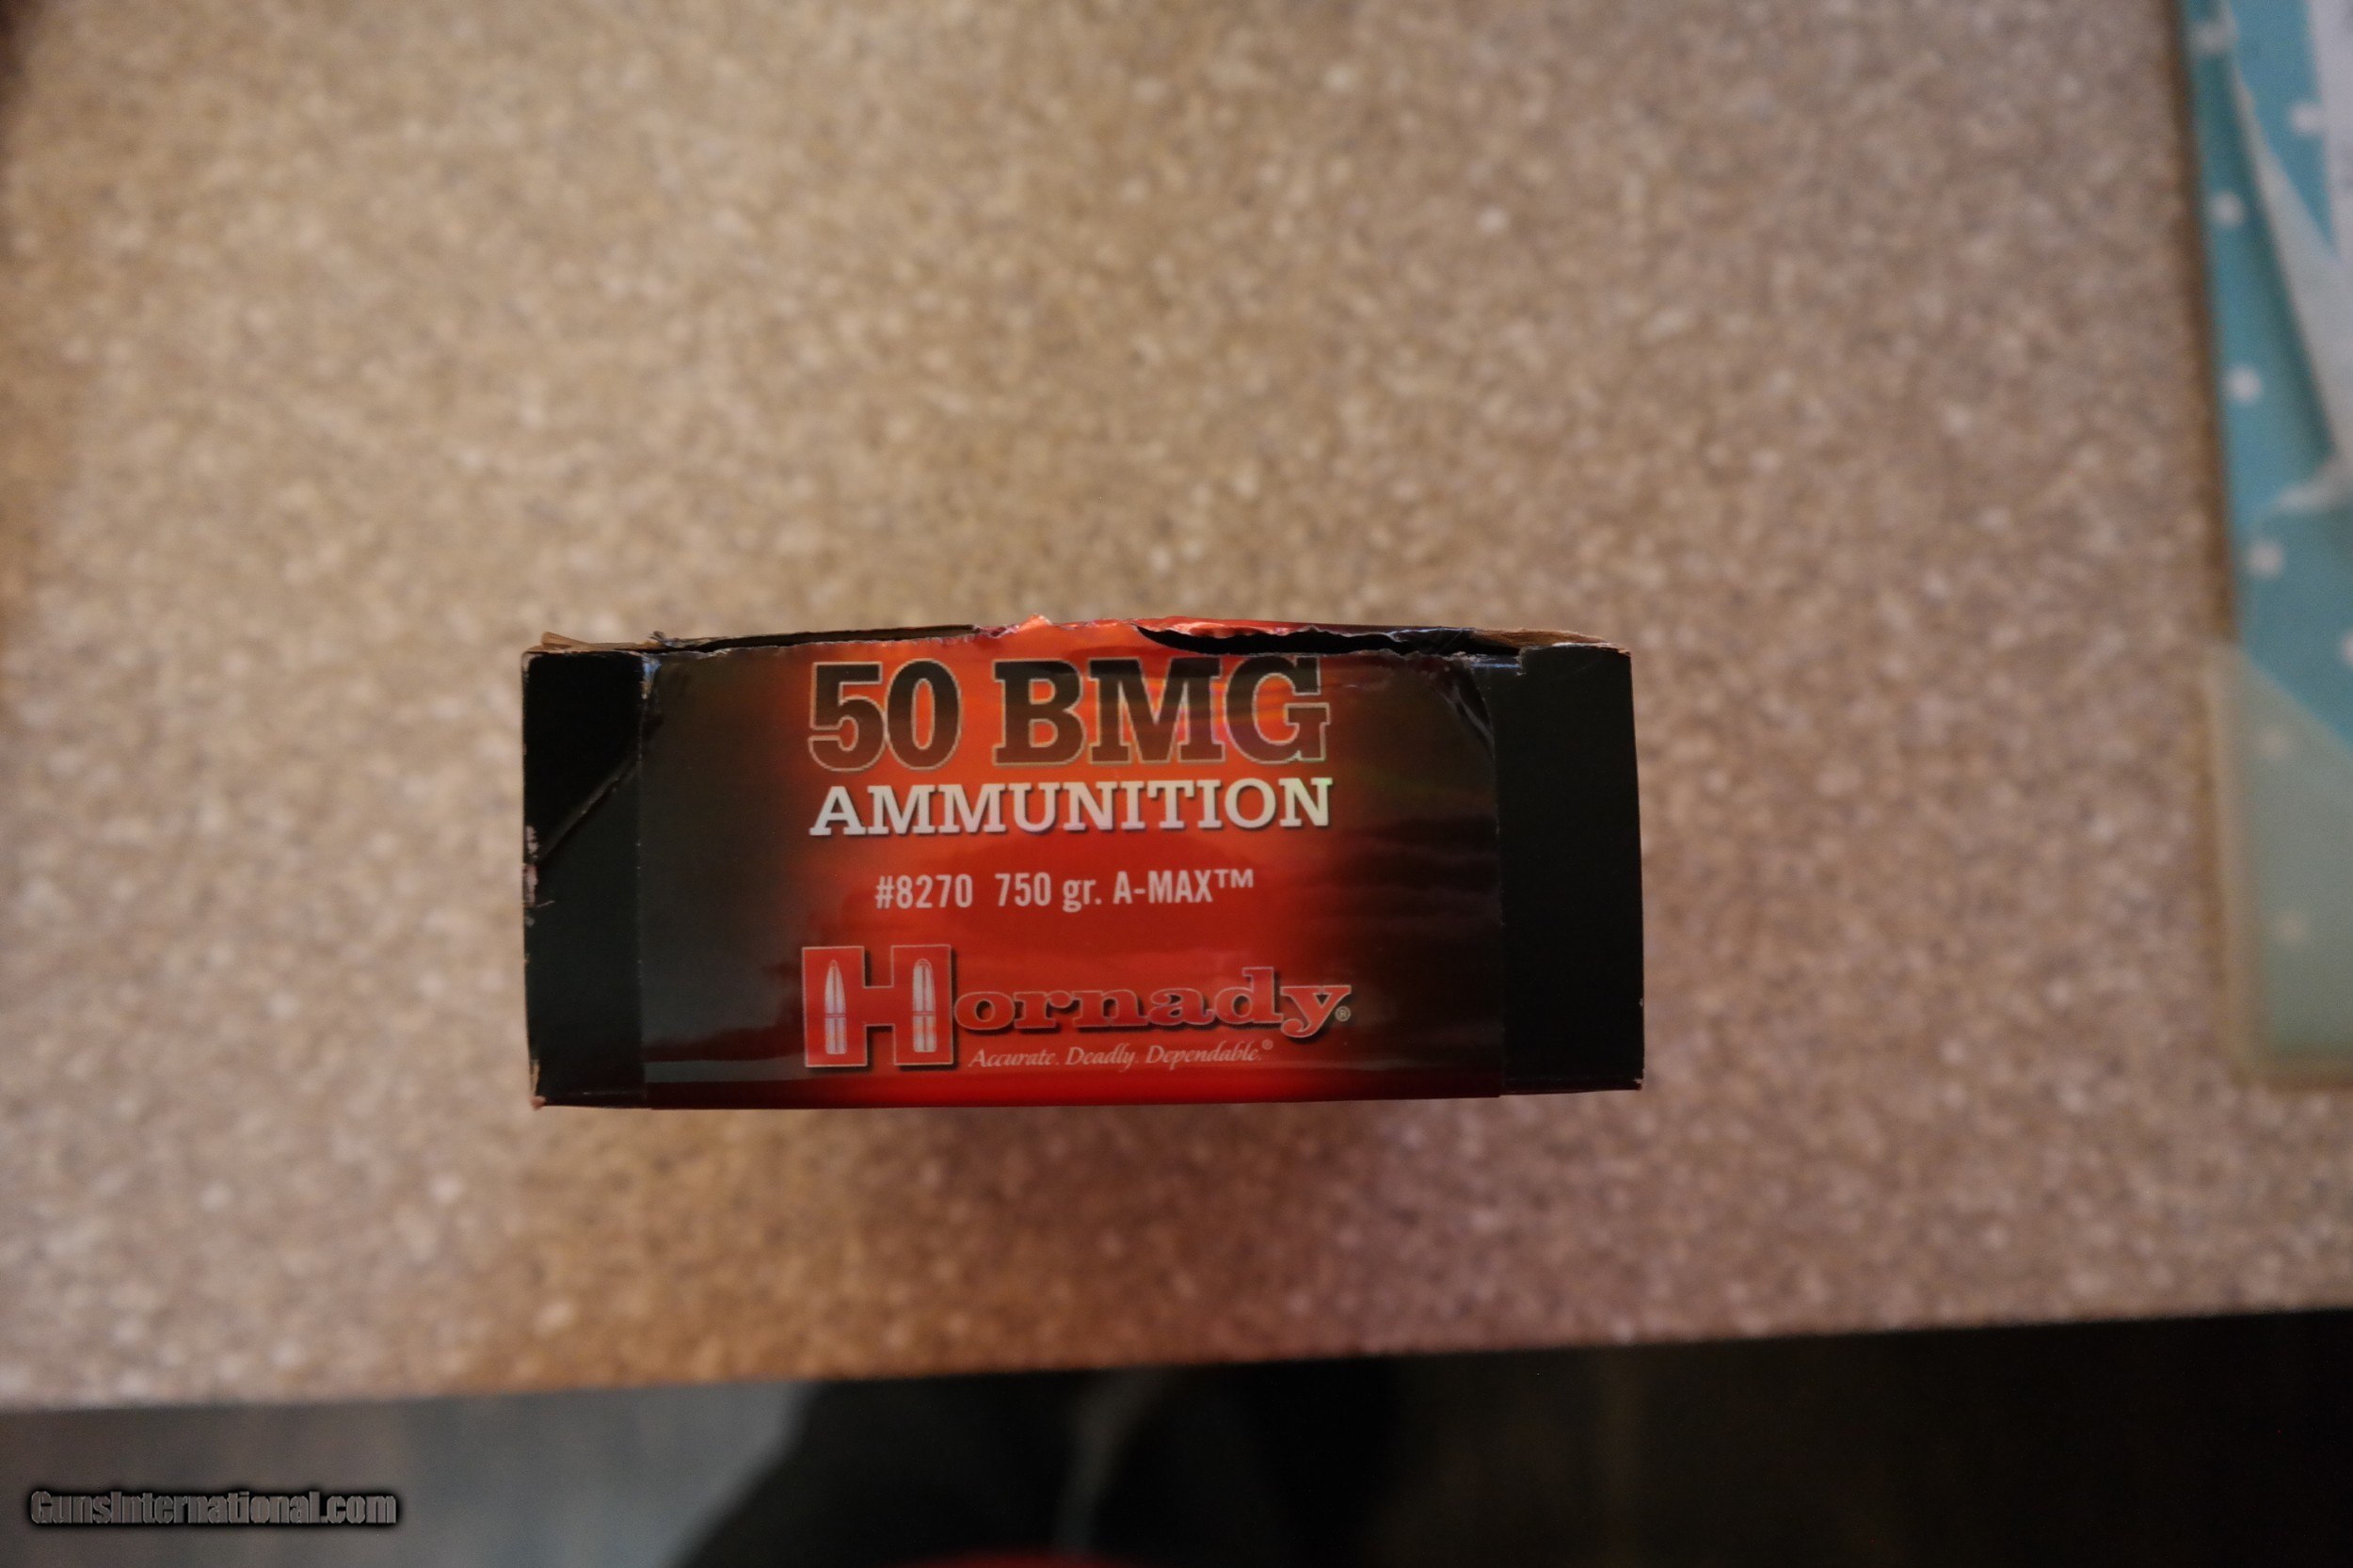 50 BMG
AMMUNITION
#8270 750 gr. A-MAX™
Hornady®
Accurate. Deadly. Dependable.®
GunsInternational.com